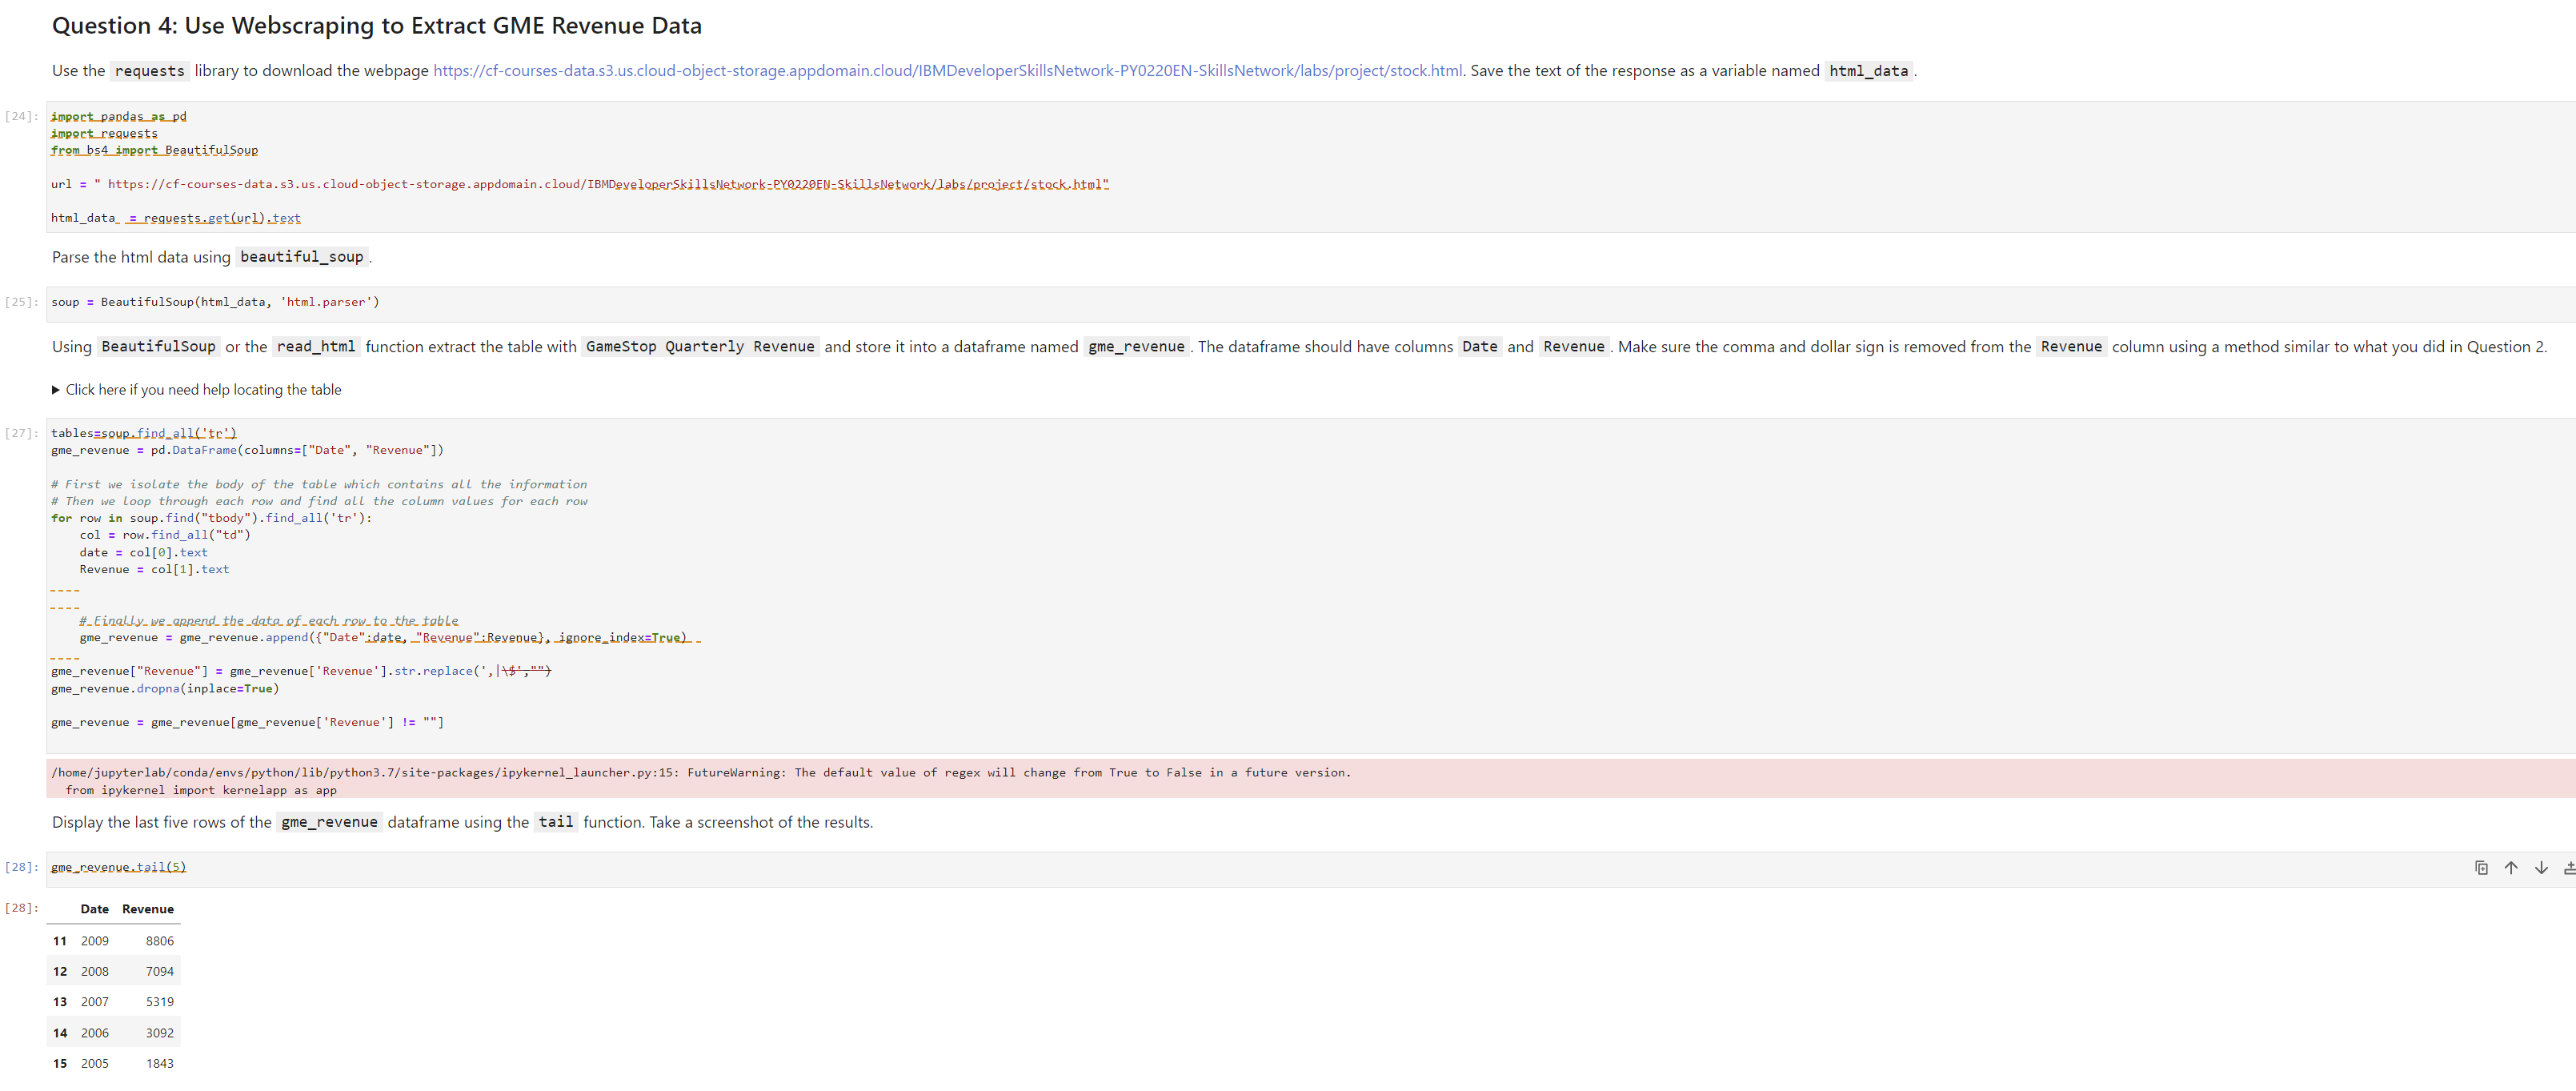 Question 4: Use Webscraping to Extract GME Revenue Data
Use the requests library to download the webpage https://cf-courses-data.s3.us.cloud-object-storage.appdomain.cloud/IBMDeveloperSkillsNetwork-PY0220EN-SkillsNetwork/labs/project/stock.html. Save the text of the response as a variable named html_data.
[24]: import pandas as pd
import requests
from bs4 import BeautifulSoup
url = " https://cf-courses-data.s3.us.cloud-object-storage.appdomain.cloud/IBMDeveloperSkillsNetwork-PY0220EN-SkillsNetwork/labs/project/stock.html"
html_data  = requests.get(url).text
Parse the html data using beautiful_soup.
[25]: soup = BeautifulSoup(html_data, 'html.parser')
Using BeautifulSoup or the read_html function extract the table with GameStop Quarterly Revenue and store it into a dataframe named gme_revenue. The dataframe should have columns Date and Revenue. Make sure the comma and dollar sign is removed from the Revenue column using a method similar to what you did in Question 2.
▶ Click here if you need help locating the table
[27]: tables=soup.find_all('tr')
gme_revenue = pd.DataFrame(columns=["Date", "Revenue"])
# First we isolate the body of the table which contains all the information
# Then we loop through each row and find all the column values for each row
for row in soup.find("tbody").find_all('tr'):
    col = row.find_all("td")
    date = col[0].text
    Revenue = col[1].text
    # Finally we append the data of each row to the table
    gme_revenue = gme_revenue.append({"Date":date, "Revenue":Revenue}, ignore_index=True)
gme_revenue["Revenue"] = gme_revenue['Revenue'].str.replace(',|\$',"")
gme_revenue.dropna(inplace=True)
gme_revenue = gme_revenue[gme_revenue['Revenue'] != ""]
/home/jupyterlab/conda/envs/python/lib/python3.7/site-packages/ipykernel_launcher.py:15: FutureWarning: The default value of regex will change from True to False in a future version.
  from ipykernel import kernelapp as app
Display the last five rows of the gme_revenue dataframe using the tail function. Take a screenshot of the results.
[28]: gme_revenue.tail(5)
[28]: Date Revenue
11 2009 8806
12 2008 7094
13 2007 5319
14 2006 3092
15 2005 1843